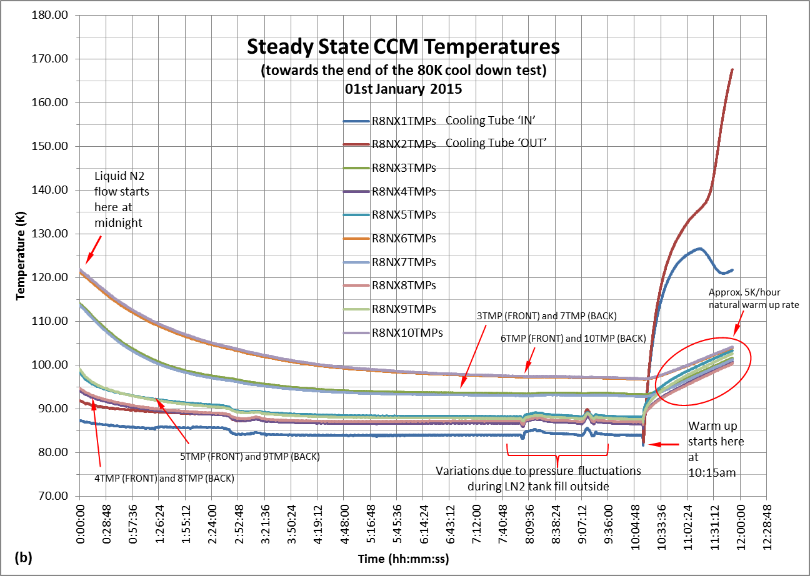 Steady State CCM Temperatures
(towards the end of the 80K cool down test)
01st January 2015
180.00
170.00
160.00
150.00
140.00
130.00
120.00
110.00
100.00
90.00
80.00
70.00
Temperature (K)
R8NX1TMPs Cooling Tube ‘IN’
R8NX2TMPs Cooling Tube ‘OUT’
R8NX3TMPs
R8NX4TMPs
R8NX5TMPs
R8NX6TMPs
R8NX7TMPs
R8NX8TMPs
R8NX9TMPs
R8NX10TMPs
Liquid N2
flow starts
here at
midnight
Approx. 5K/hour
natural warm up rate
3TMP (FRONT) and 7TMP (BACK)
6TMP (FRONT) and 10TMP (BACK)
5TMP (FRONT) and 9TMP (BACK)
4TMP (FRONT) and 8TMP (BACK)
Variations due to pressure fluctuations
during LN2 tank fill outside
Warm up
starts here
at
10:15am
0:00:00
0:28:48
0:57:36
1:26:24
1:55:12
2:24:00
2:52:48
3:21:36
3:50:24
4:19:12
4:48:00
5:16:48
5:45:36
6:14:24
6:43:12
7:12:00
7:40:48
8:09:36
8:38:24
9:07:12
9:36:00
10:04:48
10:33:36
11:02:24
11:31:12
12:00:00
12:28:48
Time (hh:mm:ss)
(b)